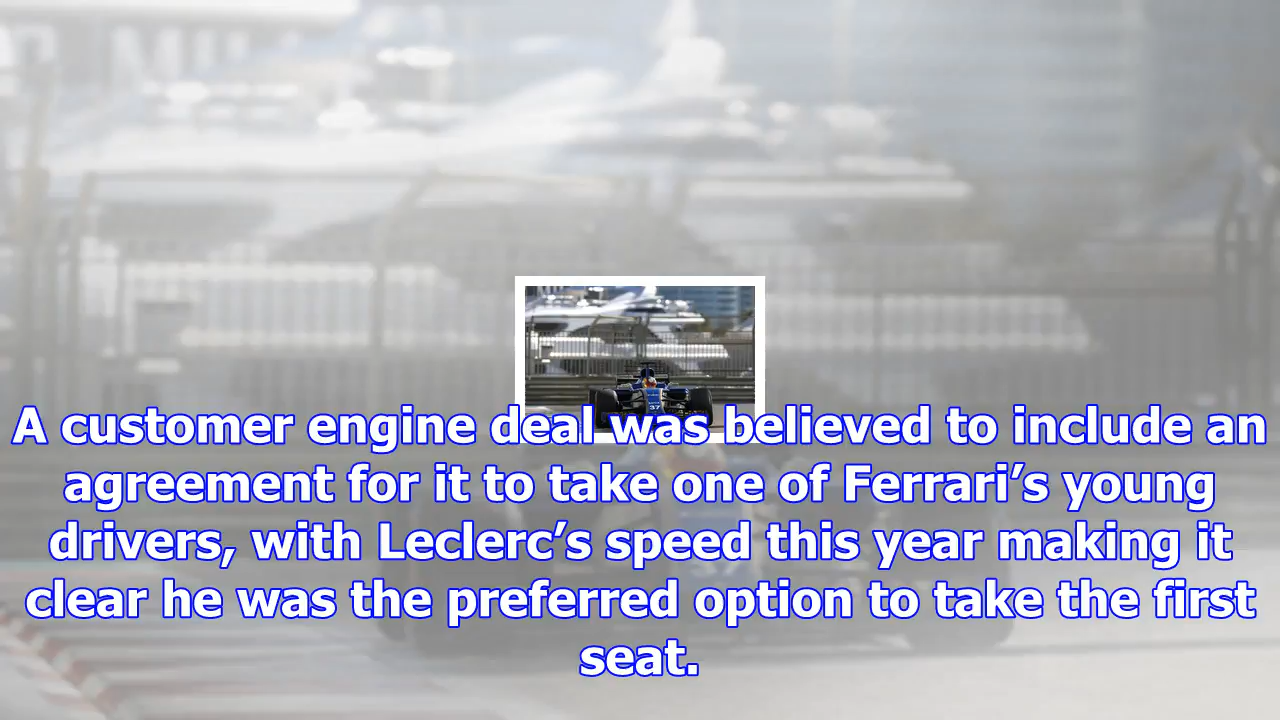 37
A customer engine deal was believed to include an
agreement for it to take one of Ferrari’s young
drivers, with Leclerc’s speed this year making it
clear he was the preferred option to take the first
seat.